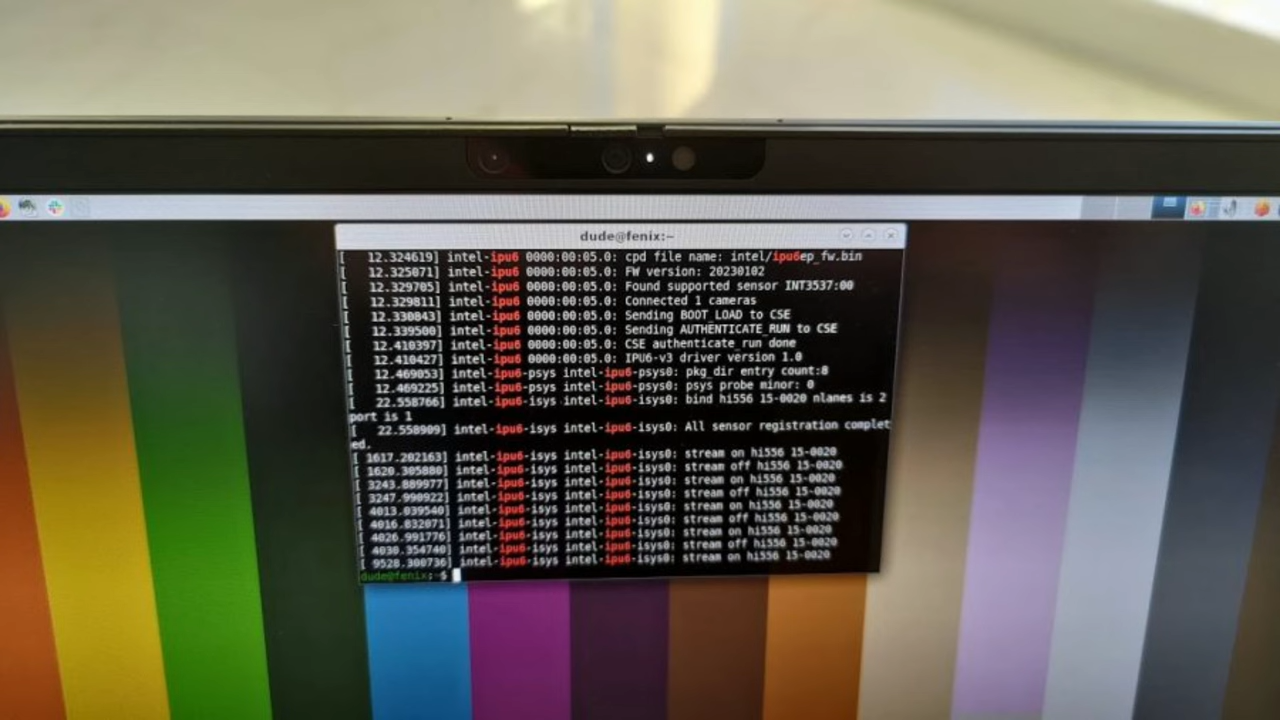 dude@fenix:~
[   12.324619] intel-ipu6 0000:00:05.0: cpd file name: intel/ipu6ep_fw.bin
[   12.325071] intel-ipu6 0000:00:05.0: FW version: 20230102
[   12.329705] intel-ipu6 0000:00:05.0: Found supported sensor INT3537:00
[   12.329811] intel-ipu6 0000:00:05.0: Connected 1 cameras
[   12.330843] intel-ipu6 0000:00:05.0: Sending BOOT_LOAD to CSE
[   12.339500] intel-ipu6 0000:00:05.0: Sending AUTHENTICATE_RUN to CSE
[   12.410397] intel-ipu6 0000:00:05.0: CSE authenticate_run done
[   12.410427] intel-ipu6 0000:00:05.0: IPU6-v3 driver version 1.0
[   12.469053] intel-ipu6-psys intel-ipu6-psys0: pkg_dir entry count:8
[   12.469225] intel-ipu6-psys intel-ipu6-psys0: psys probe minor: 0
[   22.558766] intel-ipu6-isys intel-ipu6-isys0: bind hi556 15-0020 nlanes is 2
port is 1
[   22.558909] intel-ipu6-isys intel-ipu6-isys0: All sensor registration complet
ed.
[ 1617.202163] intel-ipu6-isys intel-ipu6-isys0: stream on hi556 15-0020
[ 1620.305880] intel-ipu6-isys intel-ipu6-isys0: stream off hi556 15-0020
[ 3243.889977] intel-ipu6-isys intel-ipu6-isys0: stream on hi556 15-0020
[ 3247.990922] intel-ipu6-isys intel-ipu6-isys0: stream off hi556 15-0020
[ 4013.039540] intel-ipu6-isys intel-ipu6-isys0: stream on hi556 15-0020
[ 4016.832071] intel-ipu6-isys intel-ipu6-isys0: stream off hi556 15-0020
[ 4026.991776] intel-ipu6-isys intel-ipu6-isys0: stream on hi556 15-0020
[ 4030.354740] intel-ipu6-isys intel-ipu6-isys0: stream off hi556 15-0020
[ 9528.300736] intel-ipu6-isys intel-ipu6-isys0: stream on hi556 15-0020
dude@fenix:~$